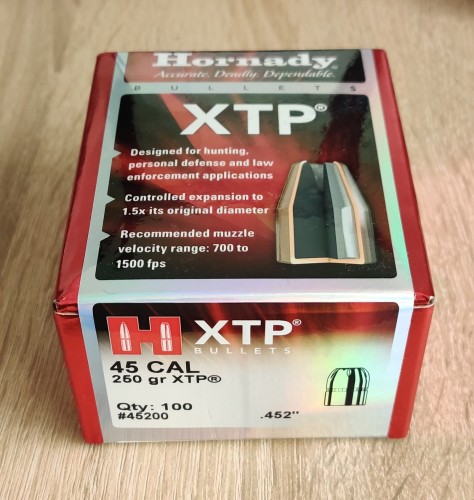 Hornady®
Accurate. Deadly. Dependable.
BULLETS
XTP®
Designed for hunting,
personal defense and law
enforcement applications
Controlled expansion to
1.5x its original diameter
Recommended muzzle
velocity range: 700 to
1500 fps
H XTP®
BULLETS
45 CAL
250 gr XTP®
Qty: 100
#45200 .452"